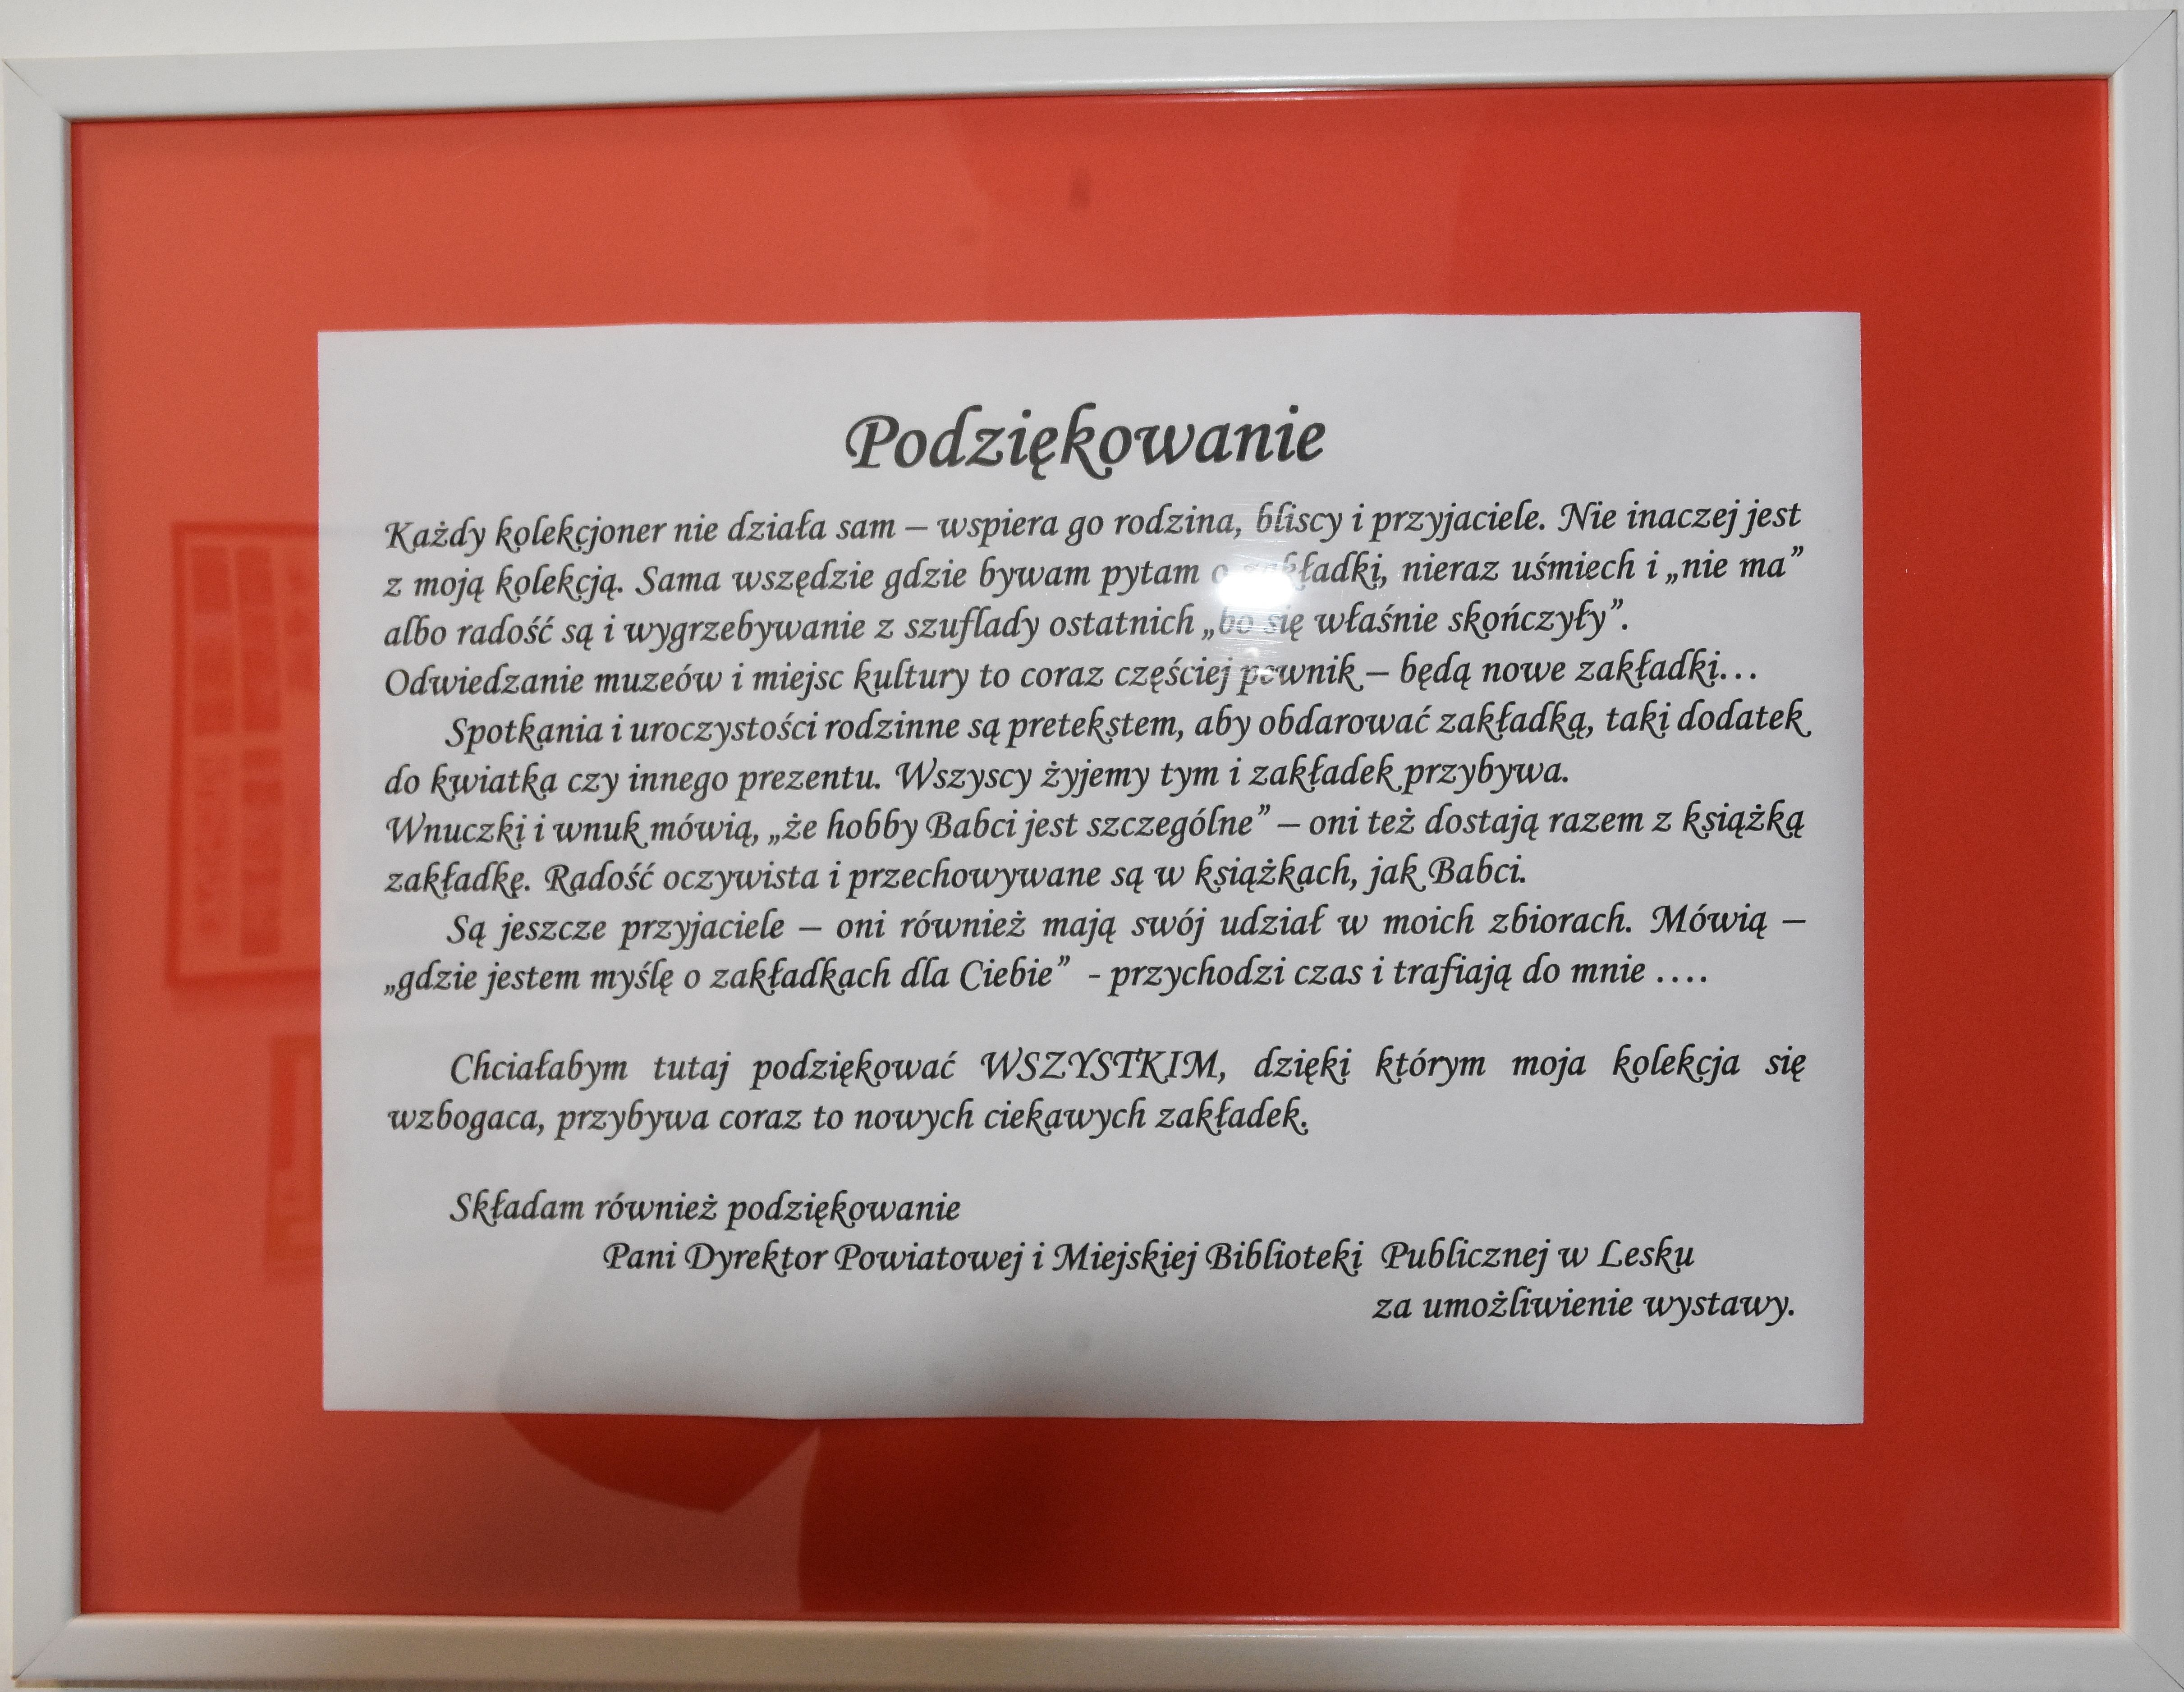 Podziękowanie
Każdy kolekcjoner nie działa sam – wspiera go rodzina, bliscy i przyjaciele. Nie inaczej jest
z moją kolekcją. Sama wszędzie gdzie bywam pytam o zakładki, nieraz uśmiech i „nie ma”
albo radość są i wygrzebywanie z szuflady ostatnich „bo się właśnie skończyły”.
Odwiedzanie muzeów i miejsc kultury to coraz częściej pewnik – będą nowe zakładki…
Spotkania i uroczystości rodzinne są pretekstem, aby obdarować zakładką, taki dodatek
do kwiatka czy innego prezentu. Wszyscy żyjemy tym i zakładek przybywa.
Wnuczki i wnuk mówią, „że hobby Babci jest szczególne” – oni też dostają razem z książką
zakładkę. Radość oczywista i przechowywane są w książkach, jak Babci.
Są jeszcze przyjaciele – oni również mają swój udział w moich zbiorach. Mówią –
„gdzie jestem myślę o zakładkach dla Ciebie” - przychodzi czas i trafiają do mnie ….
Chciałabym tutaj podziękować WSZYSTKIM, dzięki którym moja kolekcja się
wzbogaca, przybywa coraz to nowych ciekawych zakładek.
Składam również podziękowanie
Pani Dyrektor Powiatowej i Miejskiej Biblioteki Publicznej w Lesku
za umożliwienie wystawy.